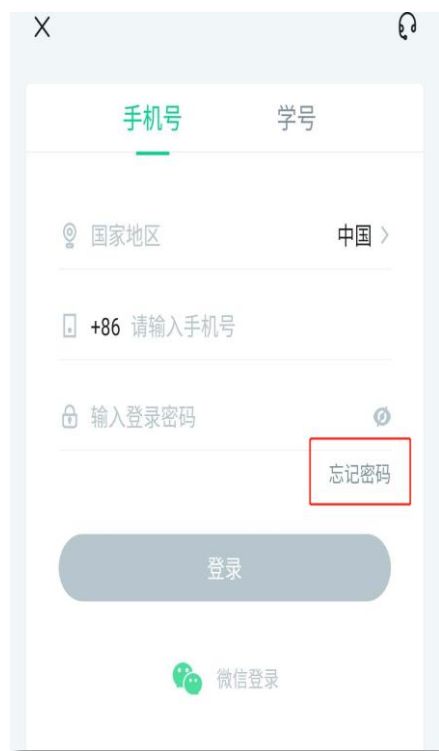 手机号 学号
国家地区 中国
+86 请输入手机号
输入登录密码
忘记密码
登录
微信登录